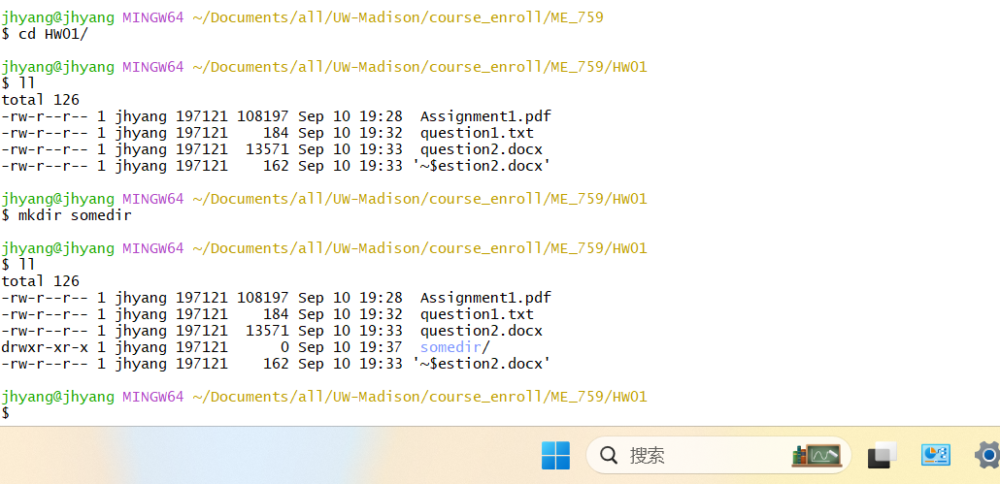 jhyang@jhyang MINGW64 ~/Documents/all/UW-Madison/course_enroll/ME_759
$ cd HW01/
jhyang@jhyang MINGW64 ~/Documents/all/UW-Madison/course_enroll/ME_759/HW01
$ ll
total 126
-rw-r--r-- 1 jhyang 197121 108197 Sep 10 19:28  Assignment1.pdf
-rw-r--r-- 1 jhyang 197121    184 Sep 10 19:32  question1.txt
-rw-r--r-- 1 jhyang 197121  13571 Sep 10 19:33  question2.docx
-rw-r--r-- 1 jhyang 197121    162 Sep 10 19:33 '~$estion2.docx'
jhyang@jhyang MINGW64 ~/Documents/all/UW-Madison/course_enroll/ME_759/HW01
$ mkdir somedir
jhyang@jhyang MINGW64 ~/Documents/all/UW-Madison/course_enroll/ME_759/HW01
$ ll
total 126
-rw-r--r-- 1 jhyang 197121 108197 Sep 10 19:28  Assignment1.pdf
-rw-r--r-- 1 jhyang 197121    184 Sep 10 19:32  question1.txt
-rw-r--r-- 1 jhyang 197121  13571 Sep 10 19:33  question2.docx
drwxr-xr-x 1 jhyang 197121      0 Sep 10 19:37  somedir/
-rw-r--r-- 1 jhyang 197121    162 Sep 10 19:33 '~$estion2.docx'
jhyang@jhyang MINGW64 ~/Documents/all/UW-Madison/course_enroll/ME_759/HW01
$
搜索